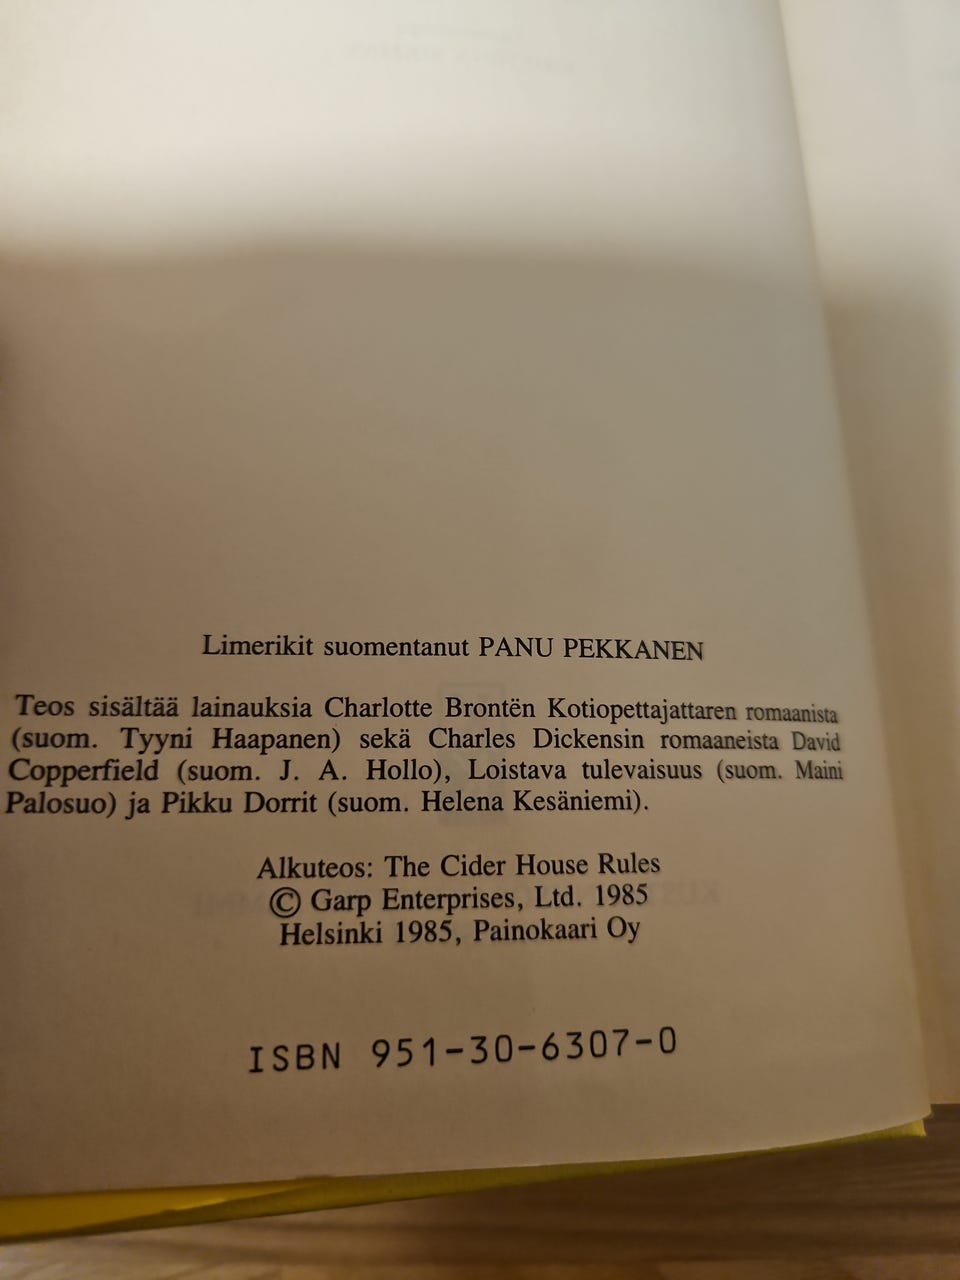 Limerikit suomentanut PANU PEKKANEN
Teos sisältää lainauksia Charlotte Brontën Kotiopettajattaren romaanista
(suom. Tyyni Haapanen) sekä Charles Dickensin romaaneista David
Copperfield (suom. J. A. Hollo), Loistava tulevaisuus (suom. Maini
Palosuo) ja Pikku Dorrit (suom. Helena Kesäniemi).
Alkuteos: The Cider House Rules
© Garp Enterprises, Ltd. 1985
Helsinki 1985, Painokaari Oy
ISBN 951-30-6307-0